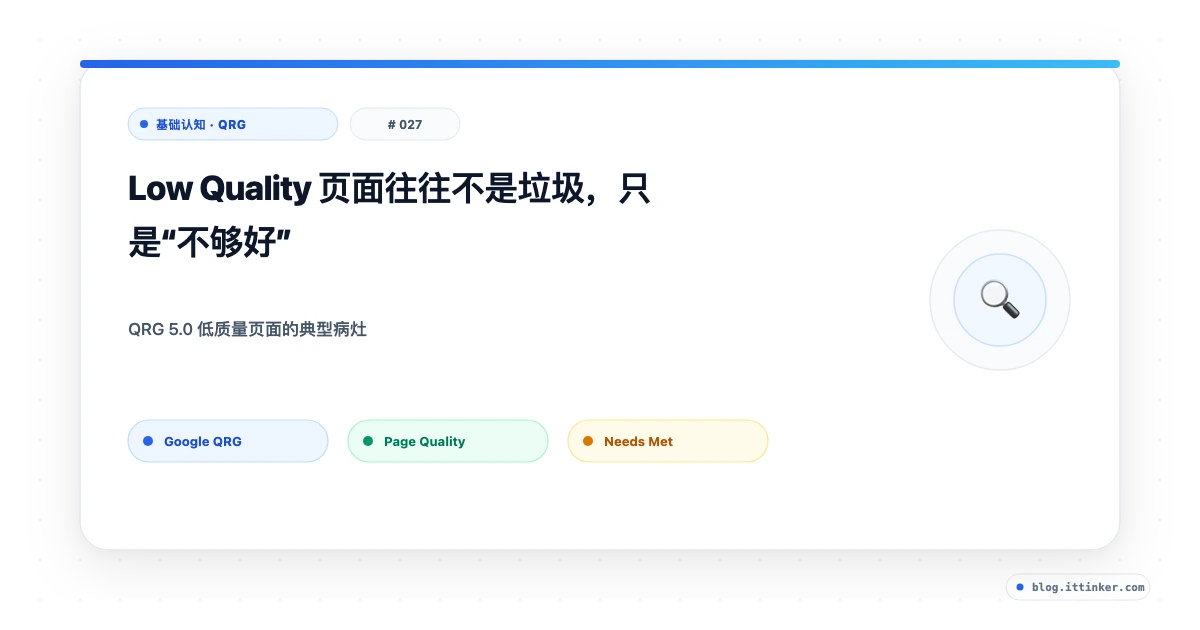 基础认知 · QRG
# 027
Low Quality 页面往往不是垃圾，只
是“不够好”
QRG 5.0 低质量页面的典型病灶
Google QRG
Page Quality
Needs Met
blog.ittinker.com